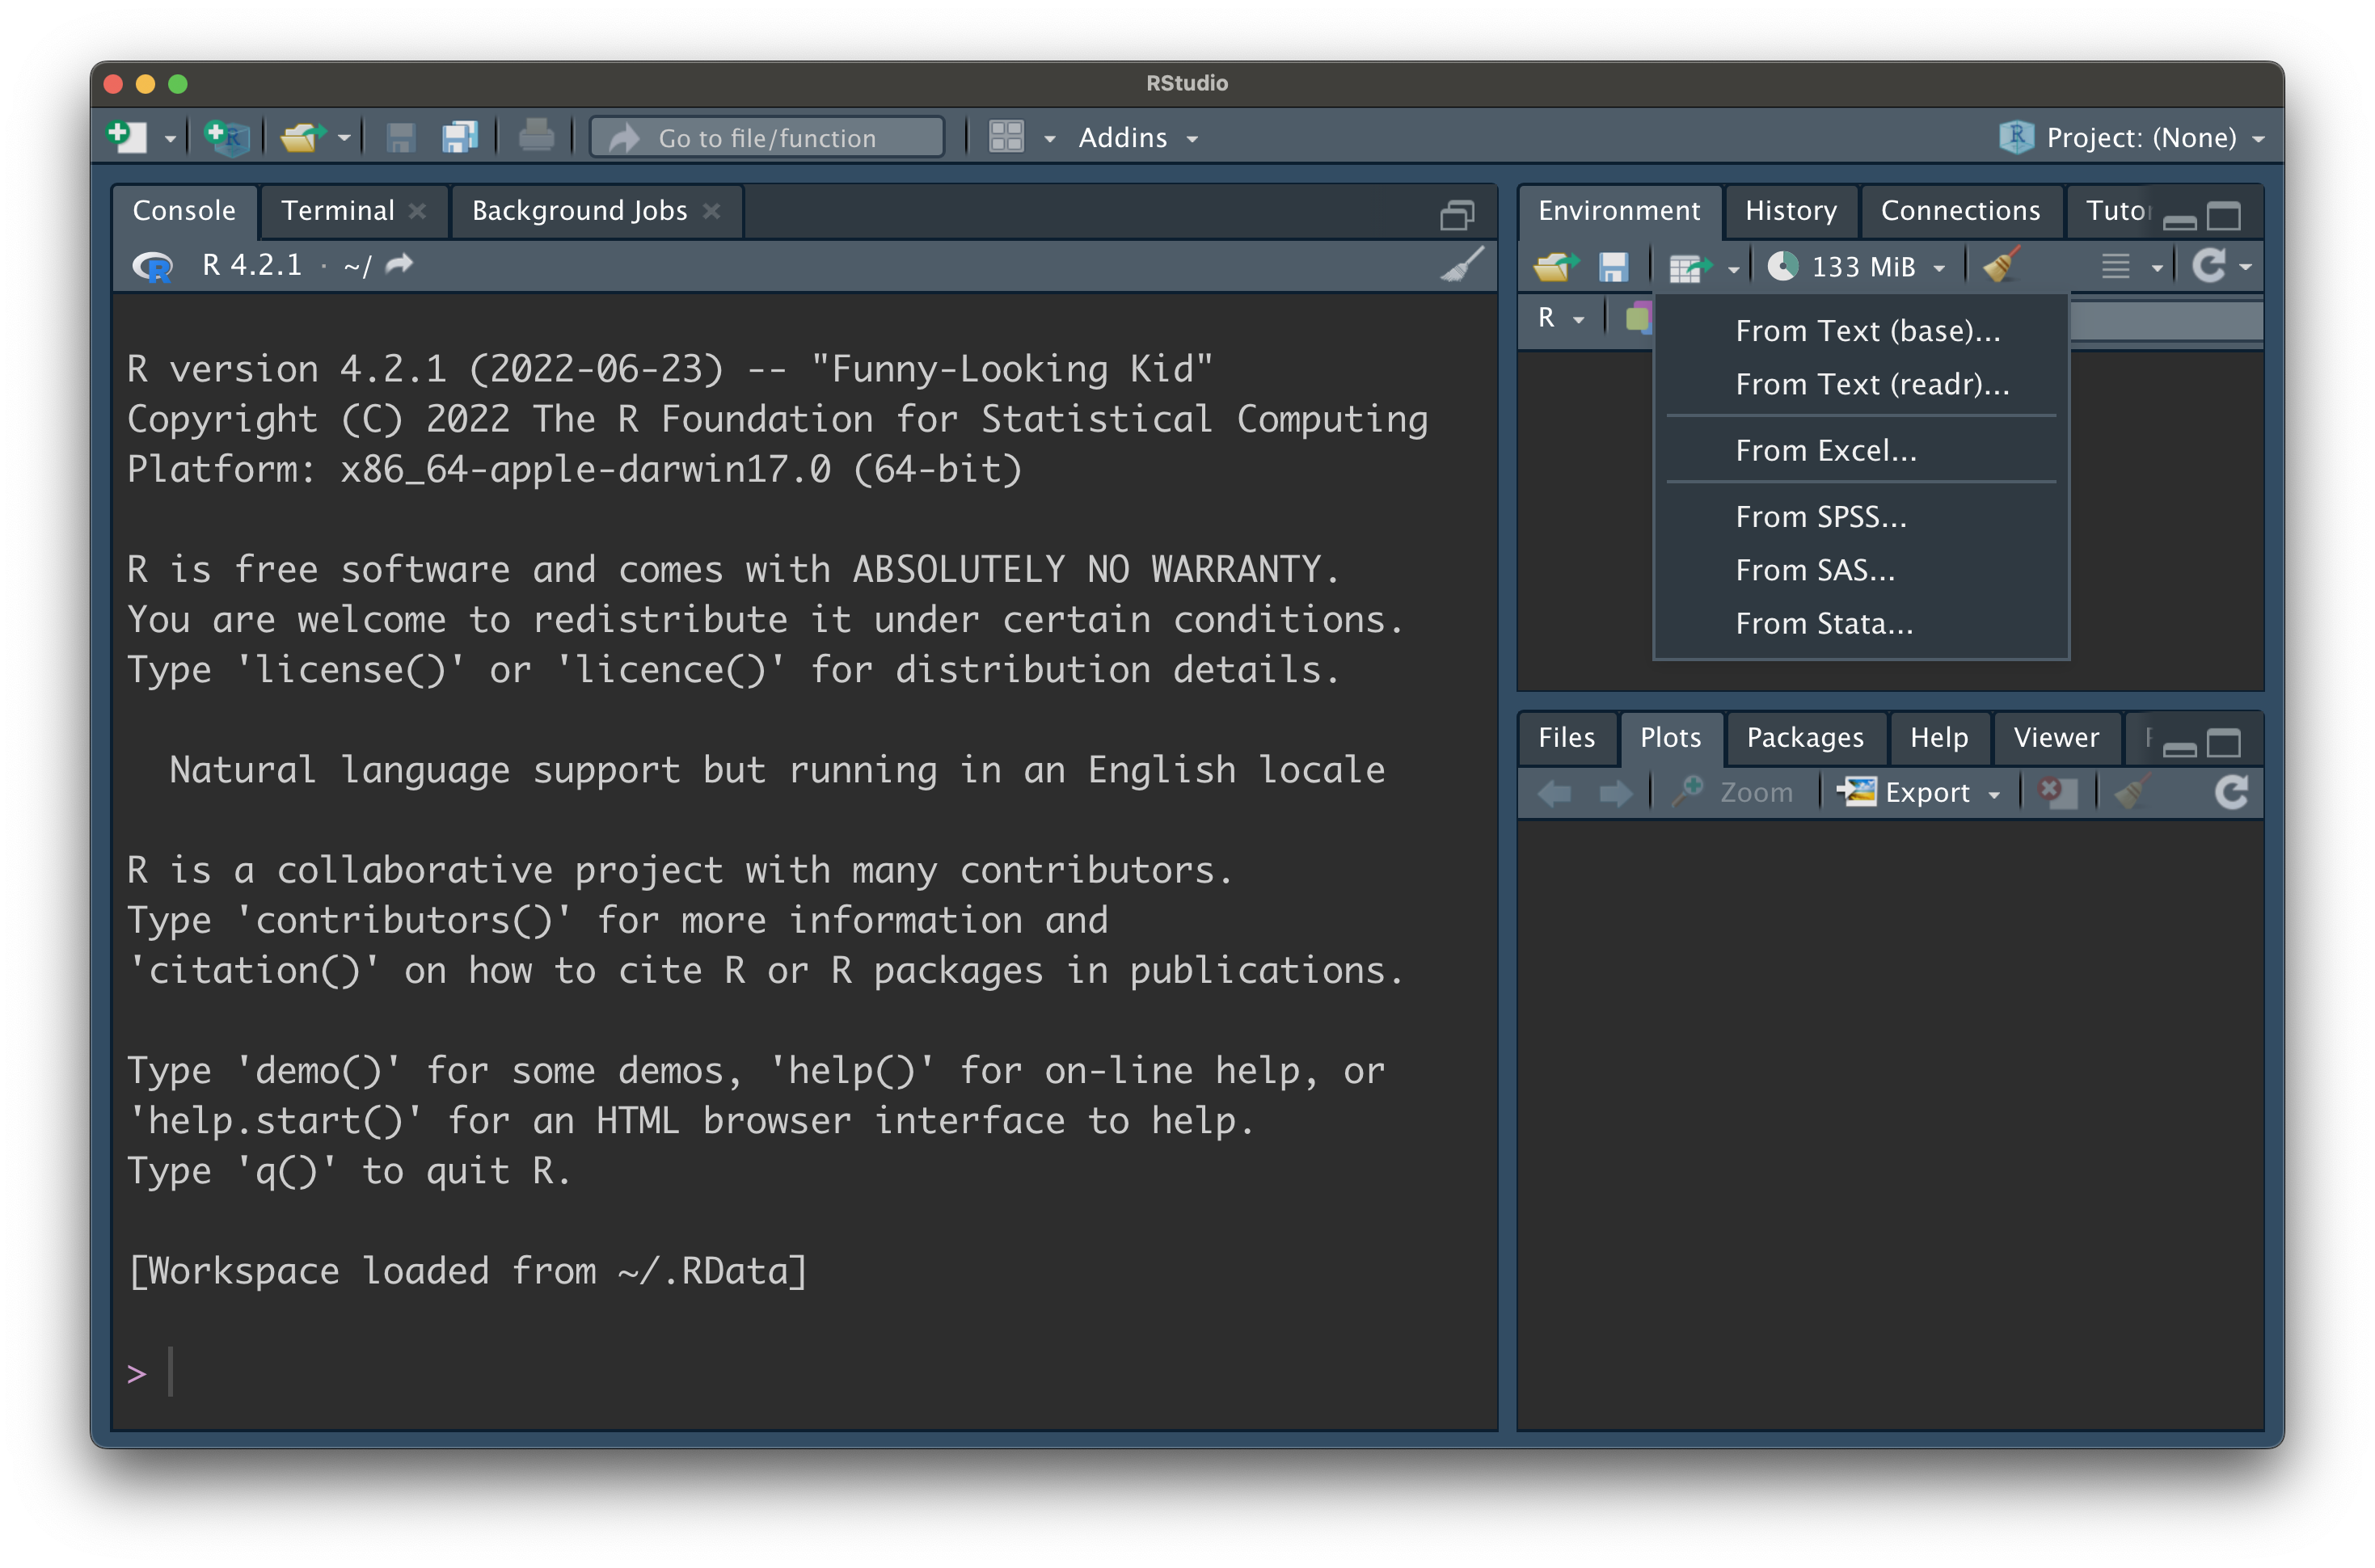 RStudio
Go to file/function
Addins
Project: (None)
Console
Terminal
Background Jobs
R 4.2.1 · ~/
R version 4.2.1 (2022-06-23) -- "Funny-Looking Kid"
Copyright (C) 2022 The R Foundation for Statistical Computing
Platform: x86_64-apple-darwin17.0 (64-bit)
R is free software and comes with ABSOLUTELY NO WARRANTY.
You are welcome to redistribute it under certain conditions.
Type 'license()' or 'licence()' for distribution details.
Natural language support but running in an English locale
R is a collaborative project with many contributors.
Type 'contributors()' for more information and
'citation()' on how to cite R or R packages in publications.
Type 'demo()' for some demos, 'help()' for on-line help, or
'help.start()' for an HTML browser interface to help.
Type 'q()' to quit R.
[Workspace loaded from ~/.RData]
>
Environment
History
Connections
133 MiB
R
From Text (base)...
From Text (readr)...
From Excel...
From SPSS...
From SAS...
From Stata...
Files
Plots
Packages
Help
Viewer
Zoom
Export